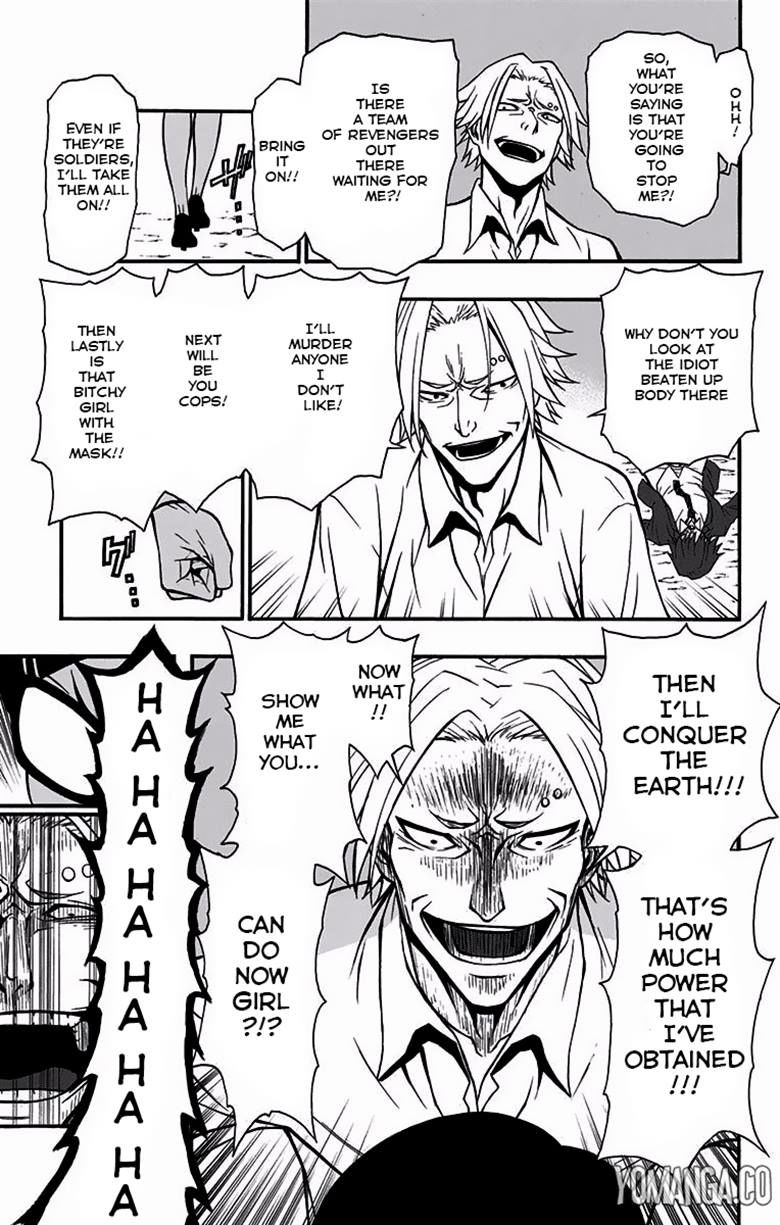 OHH!
SO,
WHAT
YOU'RE
SAYING
IS THAT
YOU'RE
GOING
TO
STOP
ME?!
IS
THERE
A TEAM
OF REVENGERS
OUT
THERE
WAITING FOR
ME?!
BRING
IT
ON!!
EVEN IF
THEY'RE
SOLDIERS,
I'LL TAKE
THEM ALL
ON!!
WHY DON'T YOU
LOOK AT
THE IDIOT
BEATEN UP
BODY THERE
I'LL
MURDER
ANYONE
I
DON'T
LIKE!
NEXT
WILL
BE
YOU
COPS!
THEN
LASTLY
IS
THAT
BITCHY
GIRL
WITH
THE
MASK!!
グ
THEN
I'LL
CONQUER
THE
EARTH!!!
THAT'S
HOW
MUCH
POWER
THAT
I'VE
OBTAINED
!!!
NOW
WHAT
!!
SHOW
ME
WHAT
YOU...
CAN
DO
NOW
GIRL
?!?
HA HA HA HA HA HA HA
YOMANGA.CO